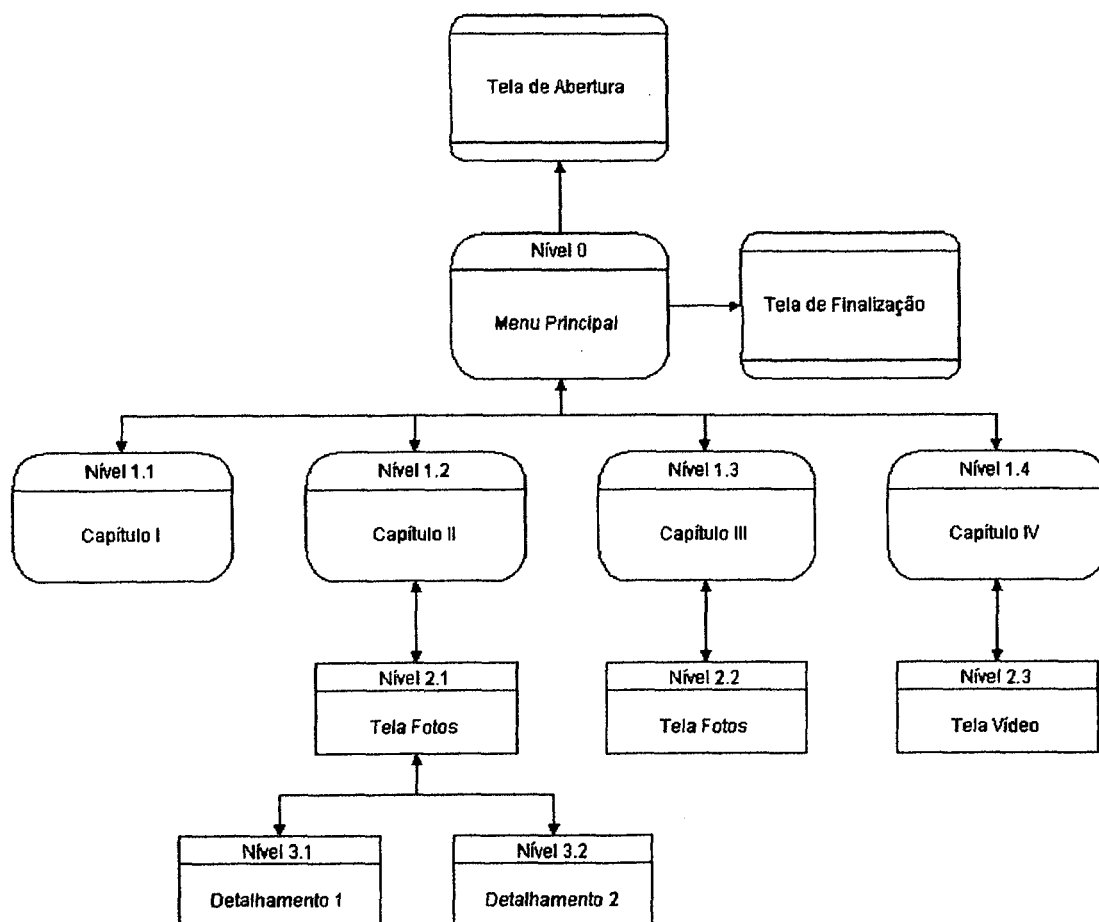 Tela de Abertura
Nível 0
Menu Principal
Tela de Finalização
Nível 1.1
Capítulo I
Nível 1.2
Capítulo II
Nível 1.3
Capítulo III
Nível 1.4
Capítulo IV
Nível 2.1
Tela Fotos
Nível 2.2
Tela Fotos
Nível 2.3
Tela Vídeo
Nível 3.1
Detalhamento 1
Nível 3.2
Detalhamento 2